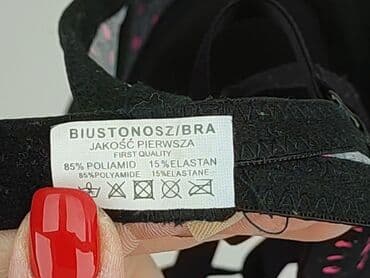 BIUSTONOSZ/BRA
JAKOŚĆ PIERWSZA
FIRST QUALITY
85% POLIAMID 15% ELASTAN
85% POLYAMIDE 15% ELASTANE